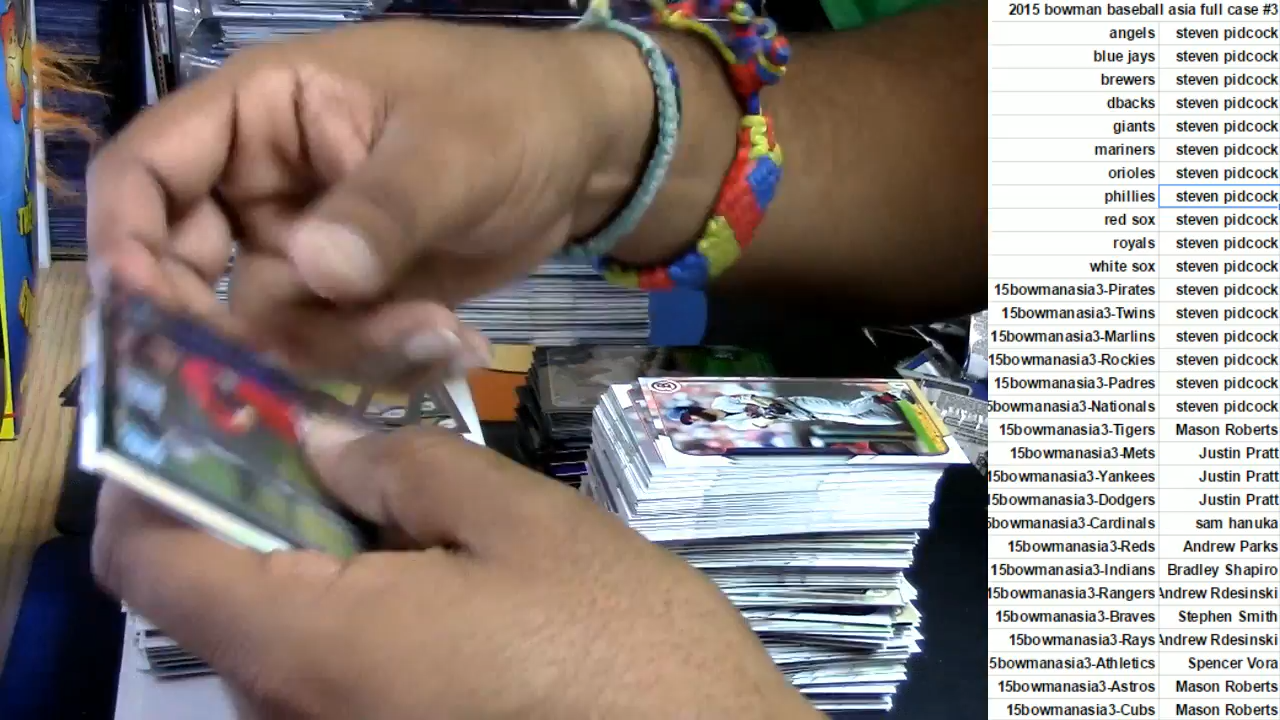 2015 bowman baseball asia full case #3
angels steven pidcock
blue jays steven pidcock
brewers steven pidcock
dbacks steven pidcock
giants steven pidcock
mariners steven pidcock
orioles steven pidcock
phillies steven pidcock
red sox steven pidcock
royals steven pidcock
white sox steven pidcock
15bowmanasia3-Pirates steven pidcock
15bowmanasia3-Twins steven pidcock
15bowmanasia3-Marlins steven pidcock
15bowmanasia3-Rockies steven pidcock
15bowmanasia3-Padres steven pidcock
5bowmanasia3-Nationals steven pidcock
15bowmanasia3-Tigers Mason Roberts
15bowmanasia3-Mets Justin Pratt
15bowmanasia3-Yankees Justin Pratt
15bowmanasia3-Dodgers Justin Pratt
5bowmanasia3-Cardinals sam hanuka
15bowmanasia3-Reds Andrew Parks
15bowmanasia3-Indians Bradley Shapiro
15bowmanasia3-Rangers Andrew Rdesinski
15bowmanasia3-Braves Stephen Smith
15bowmanasia3-Rays Andrew Rdesinski
5bowmanasia3-Athletics Spencer Vora
15bowmanasia3-Astros Mason Roberts
15bowmanasia3-Cubs Mason Roberts